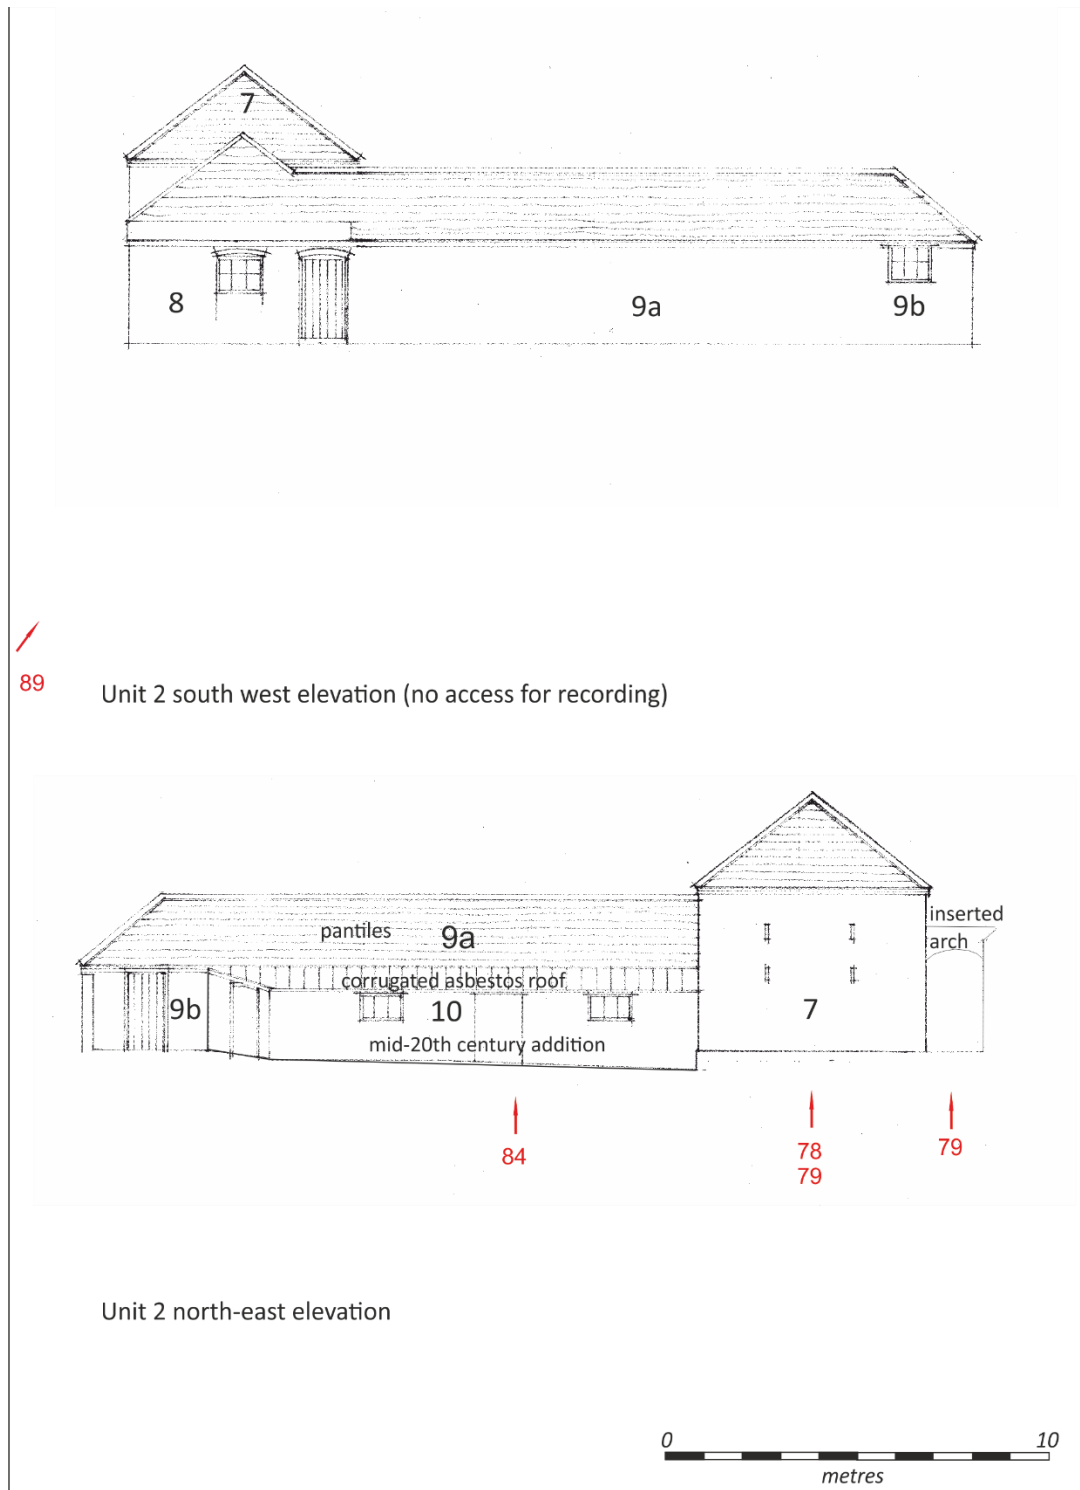 7
8
9a
9b
89
Unit 2 south west elevation (no access for recording)
inserted
arch
pantiles
9a
corrugated asbestos roof
9b
10
7
mid-20th century addition
84
78
79
79
Unit 2 north-east elevation
0
10
metres